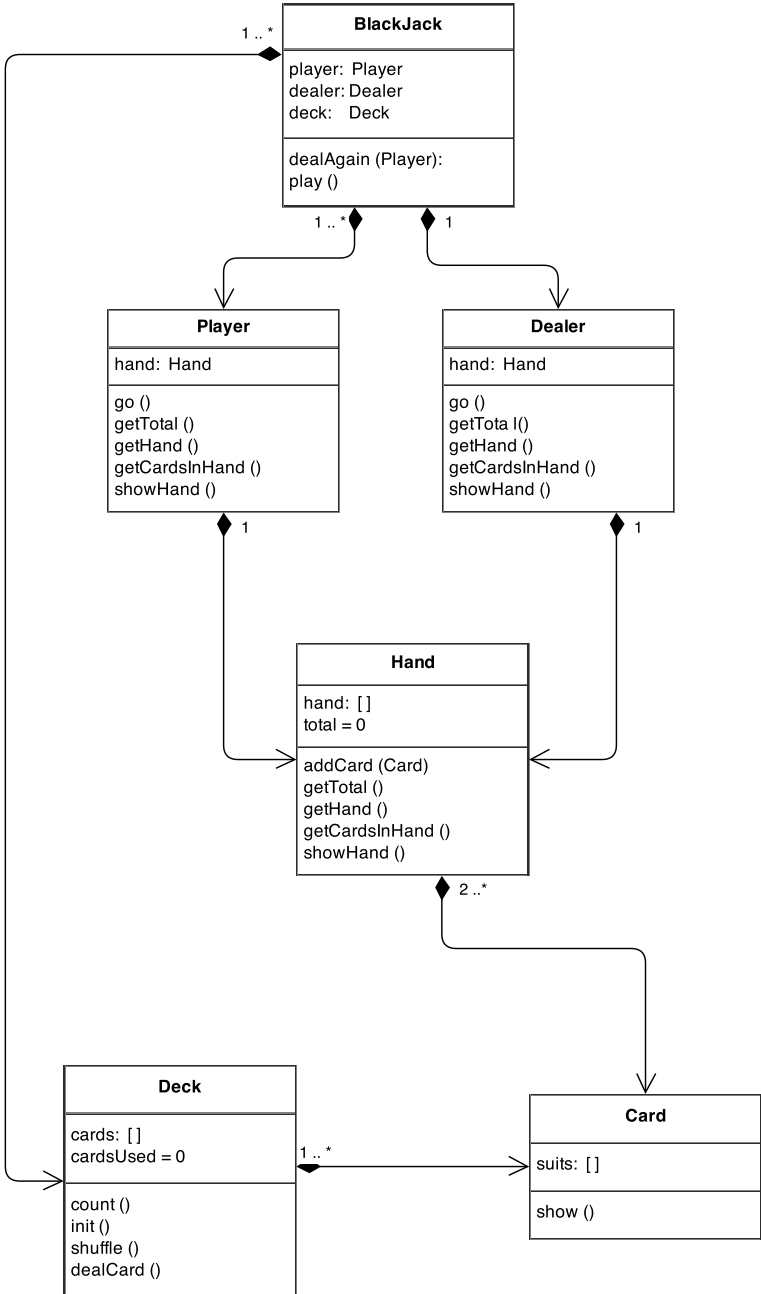 BlackJack
1 .. *
player: Player
dealer: Dealer
deck: Deck
dealAgain (Player):
play ()
1 .. *
1
Player
hand: Hand
go ()
getTotal ()
getHand ()
getCardsInHand ()
showHand ()
1
Dealer
hand: Hand
go ()
getTota l()
getHand ()
getCardsInHand ()
showHand ()
1
Hand
hand: [ ]
total = 0
addCard (Card)
getTotal ()
getHand ()
getCardsInHand ()
showHand ()
2 ..*
Deck
cards: [ ]
cardsUsed = 0
count ()
init ()
shuffle ()
dealCard ()
1 .. *
Card
suits: [ ]
show ()